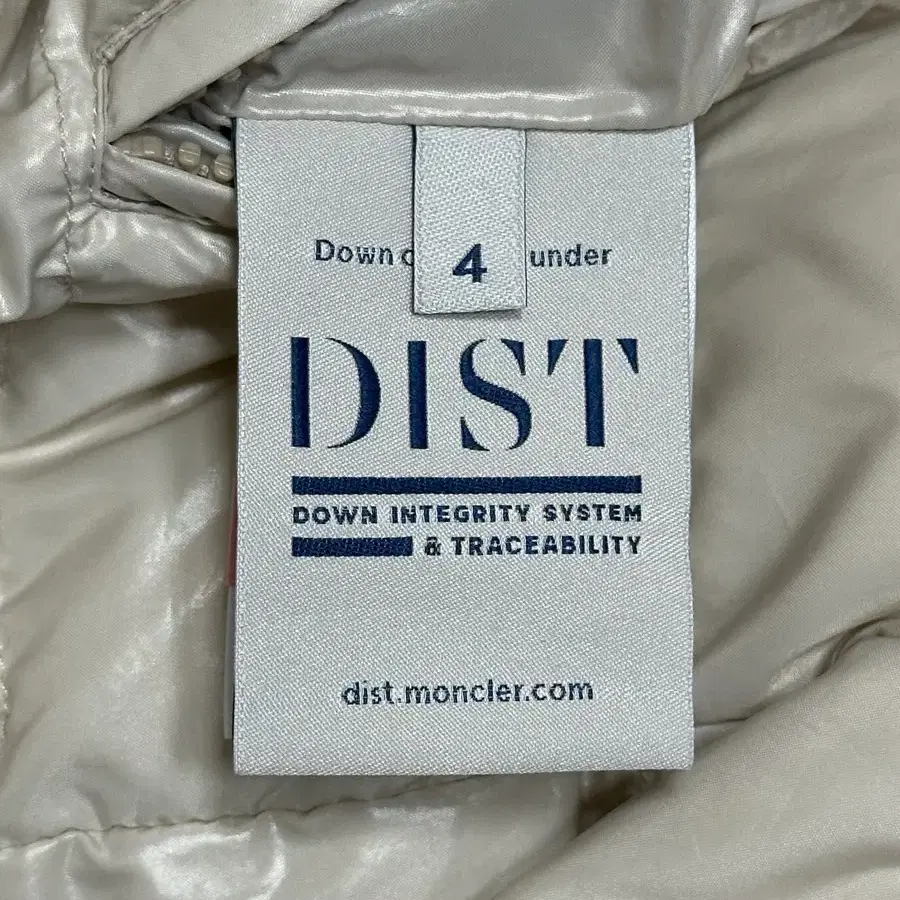 Down under
4
DIST
DOWN INTEGRITY SYSTEM
& TRACEABILITY
dist.moncler.com